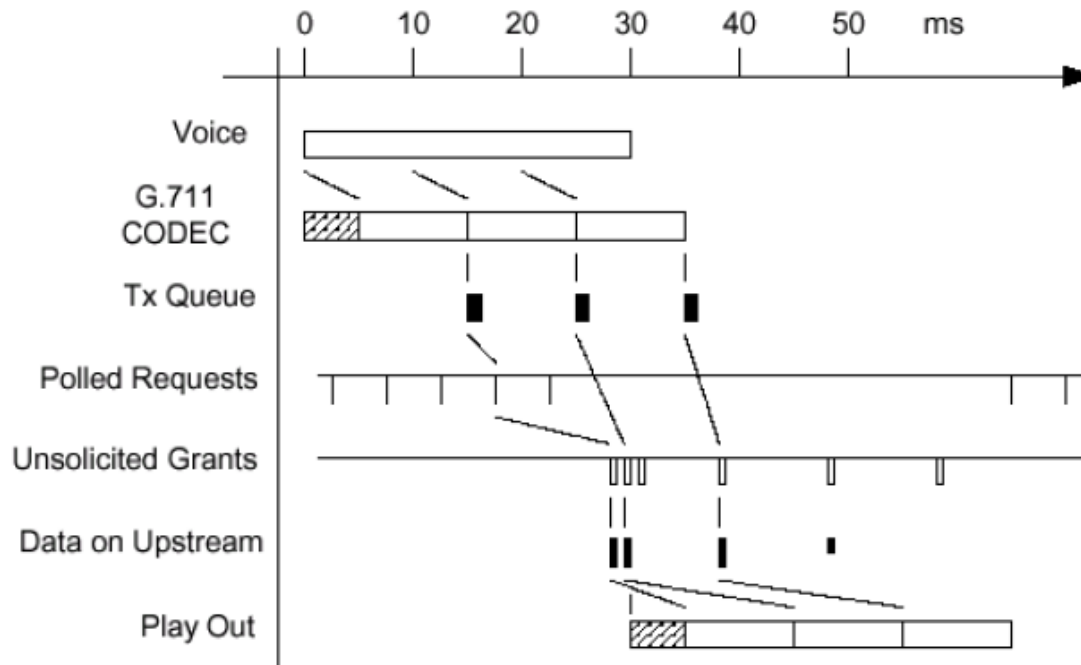 0 10 20 30 40 50 ms
Voice
G.711
CODEC
Tx Queue
Polled Requests
Unsolicited Grants
Data on Upstream
Play Out